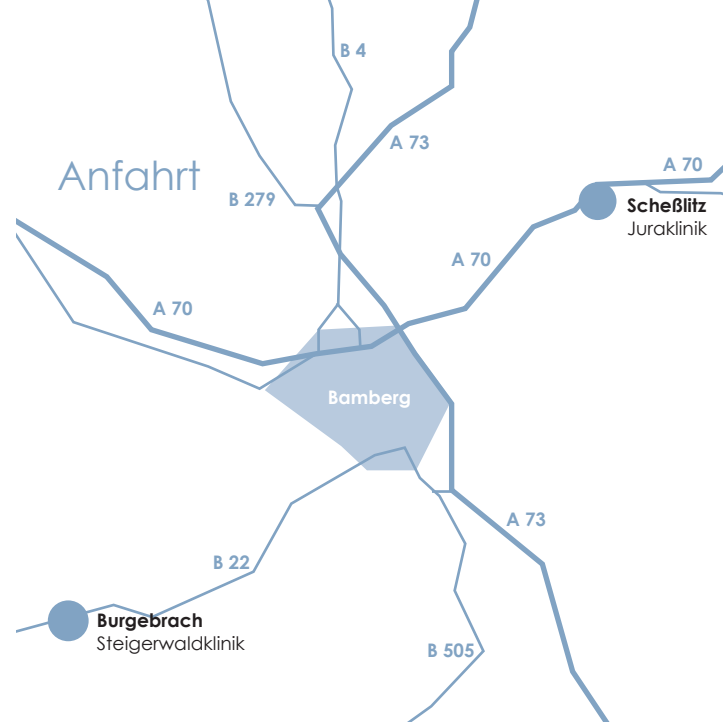 B 4
A 73
Anfahrt
A 70
B 279
Scheßlitz
Juraklinik
A 70
A 70
Bamberg
A 73
B 22
Burgebrach
Steigerwaldklinik
B 505